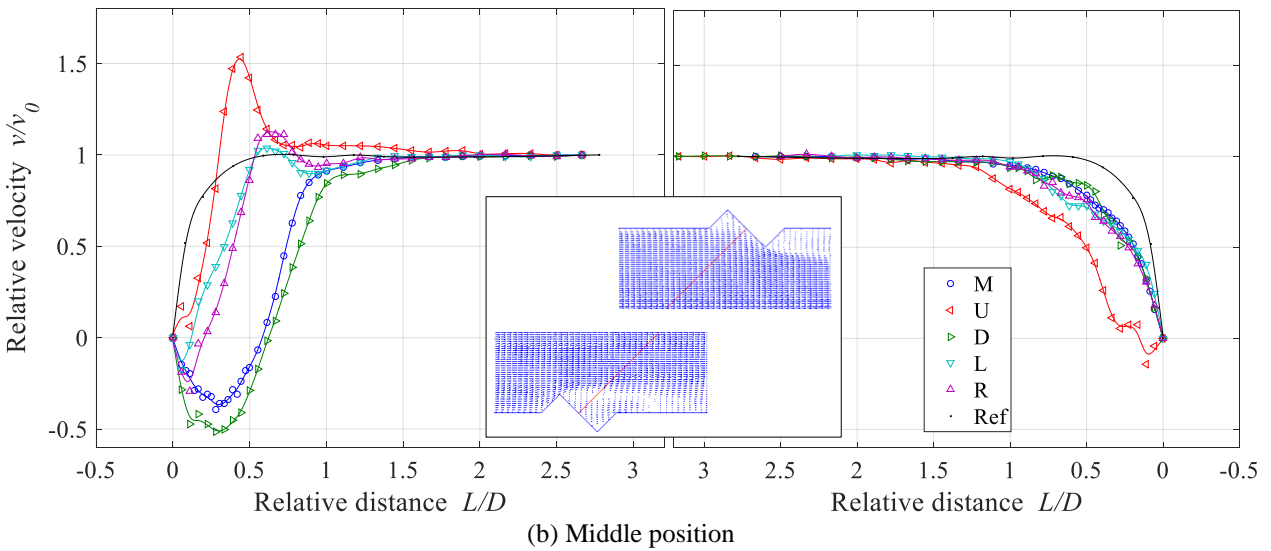 1.5
1
0.5
0
-0.5
Relative velocity v/v0
-0.5 0 0.5 1 1.5 2 2.5 3
3 2 1.5 1 0.5 0 -0.5
M
U
D
L
R
Ref
Relative distance L/D
Relative distance L/D
(b) Middle position